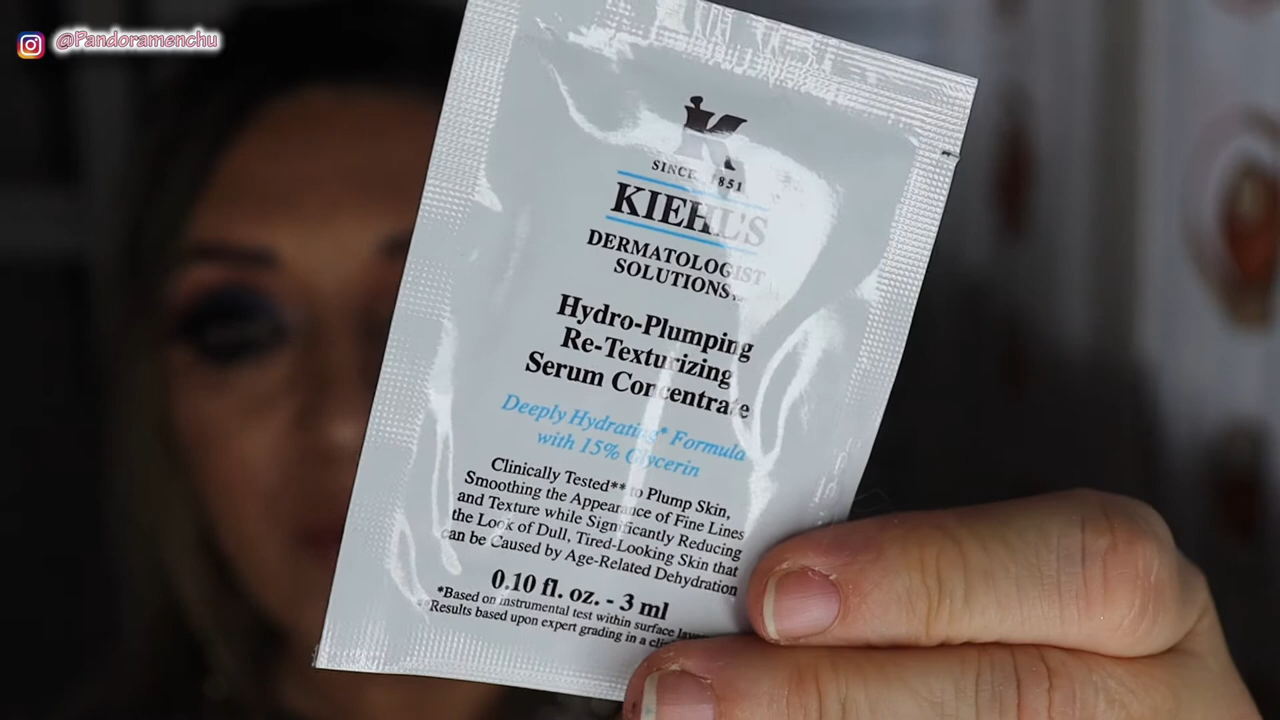 @Pandoramenchu
K
SINCE 1851
KIEHL'S
DERMATOLOGIST
SOLUTIONS™
Hydro-Plumping
Re-Texturizing
Serum Concentrate
Deeply Hydrating* Formula
with 15% Glycerin
Clinically Tested** to Plump Skin,
Smoothing the Appearance of Fine Lines
and Texture while Significantly Reducing
the Look of Dull, Tired-Looking Skin that
can be Caused by Age-Related Dehydration
0.10 fl. oz. - 3 ml
*Based on instrumental test within surface
**Results based upon expert grading in a